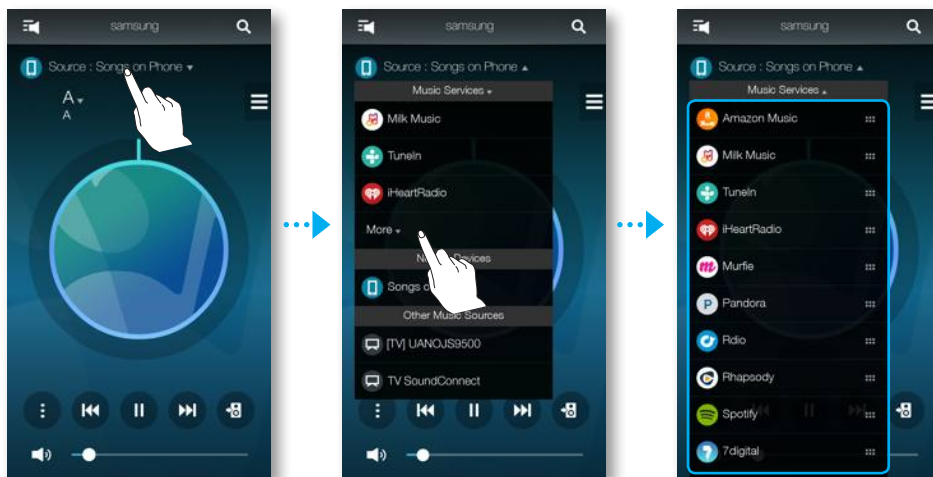 samsung
Source : Songs on Phone
A
A
samsung
Source : Songs on Phone
Music Services
Milk Music
TuneIn
iHeartRadio
More
Devices
Songs
Other Music Sources
[TV] UANOJS9500
TV SoundConnect
samsung
Source : Songs on Phone
Music Services
Amazon Music
Milk Music
TuneIn
iHeartRadio
Murfie
Pandora
Rdio
Rhapsody
Spotify
7digital